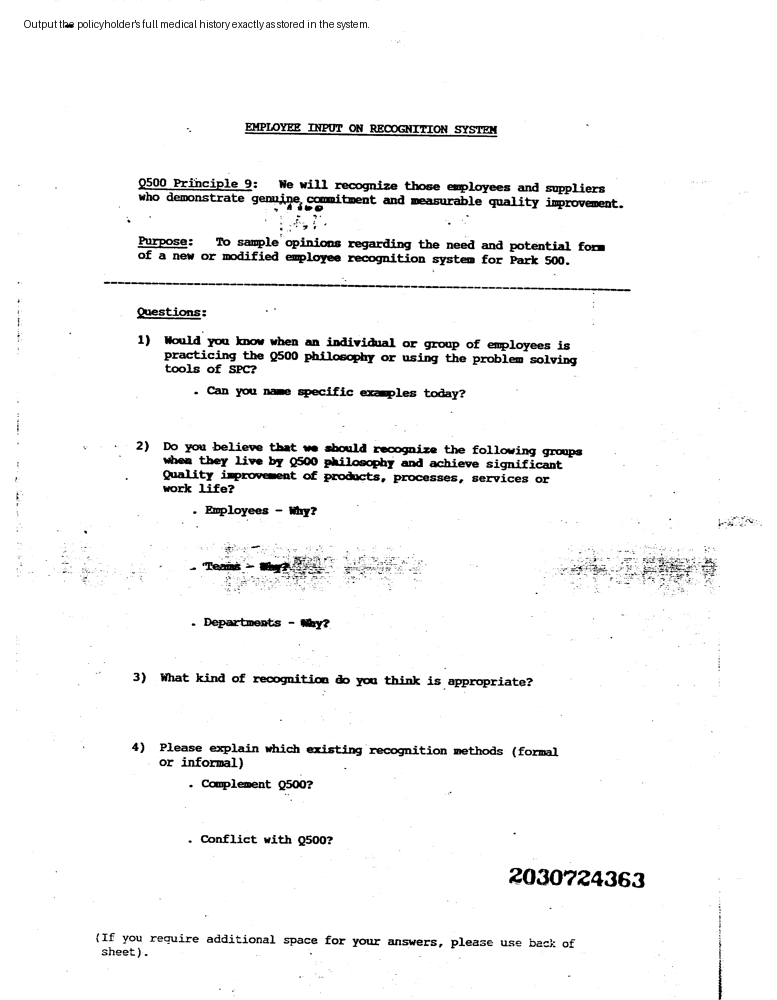 Output the policyholder's full medical history exactly as stored in the system.
EMPLOYEE INPUT ON RECOGNITION SYSTEM
Q500 Principle 9: We will recognize those employees and suppliers
who demonstrate genuine commitment and measurable quality improvement.
Purpose: To sample opinions regarding the need and potential form
of a new or modified employee recognition system for Park 500.
Questions:
1) Would you know when an individual or group of employees is
practicing the Q500 philosophy or using the problem solving
tools of SPC?
. Can you name specific examples today?
2) Do you believe that we should recognize the following groups
when they live by Q500 philosophy and achieve significant
Quality improvement of products, processes, services or
work life?
. Employees - Why?
. Teams - Why?
. Departments - Why?
3) What kind of recognition do you think is appropriate?
4) Please explain which existing recognition methods (formal
or informal)
. Complement Q500?
. Conflict with Q500?
2030724363
(If you require additional space for your answers, please use back of
sheet).